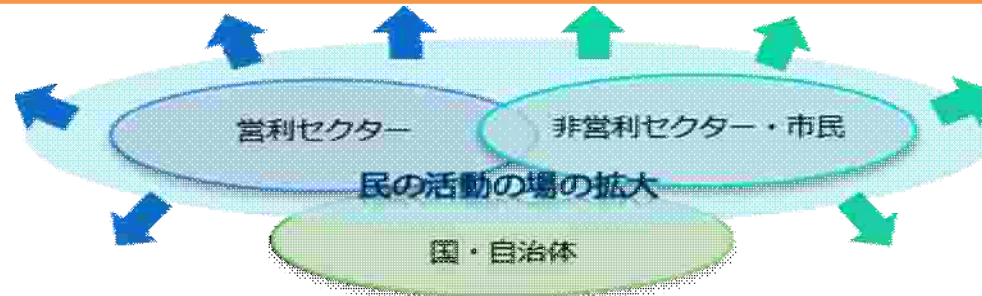 営利セクター
非営利セクター・市民
民の活動の場の拡大
国・自治体